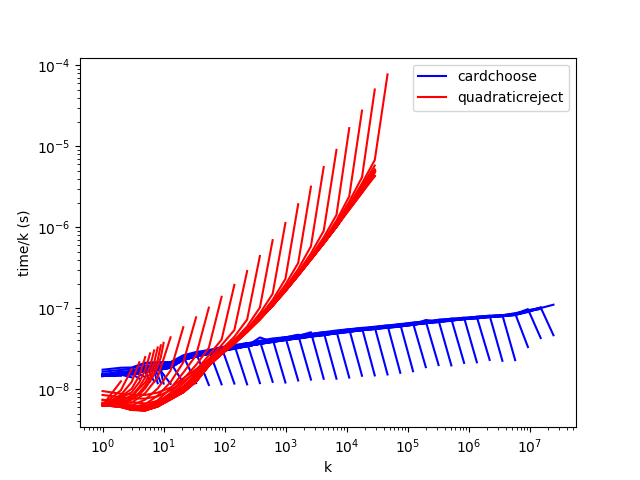 cardchoose
quadraticreject
time/k (s)
10⁻⁴
10⁻⁵
10⁻⁶
10⁻⁷
10⁻⁸
10⁰ 10¹ 10² 10³ 10⁴ 10⁵ 10⁶ 10⁷
k